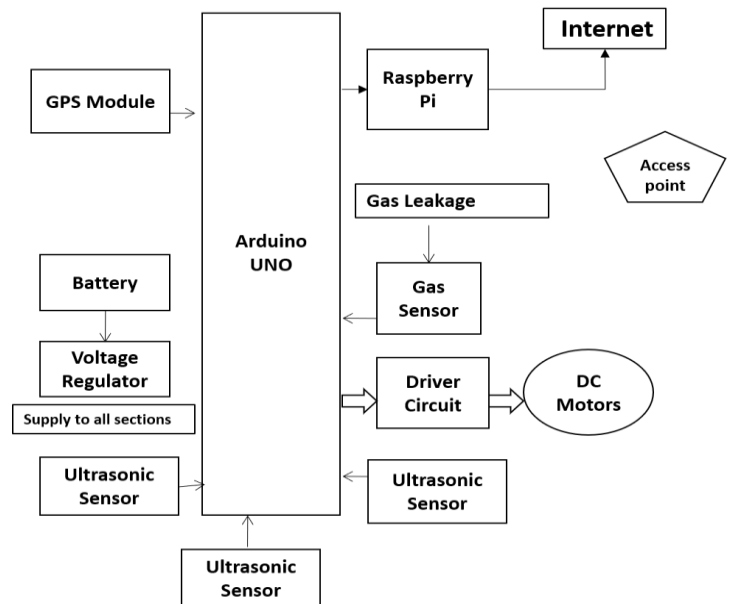 Internet
Raspberry
Pi
GPS Module
Access
point
Gas Leakage
Arduino
UNO
Battery
Gas
Sensor
Voltage
Regulator
Driver
Circuit
DC
Motors
Supply to all sections
Ultrasonic
Sensor
Ultrasonic
Sensor
Ultrasonic
Sensor